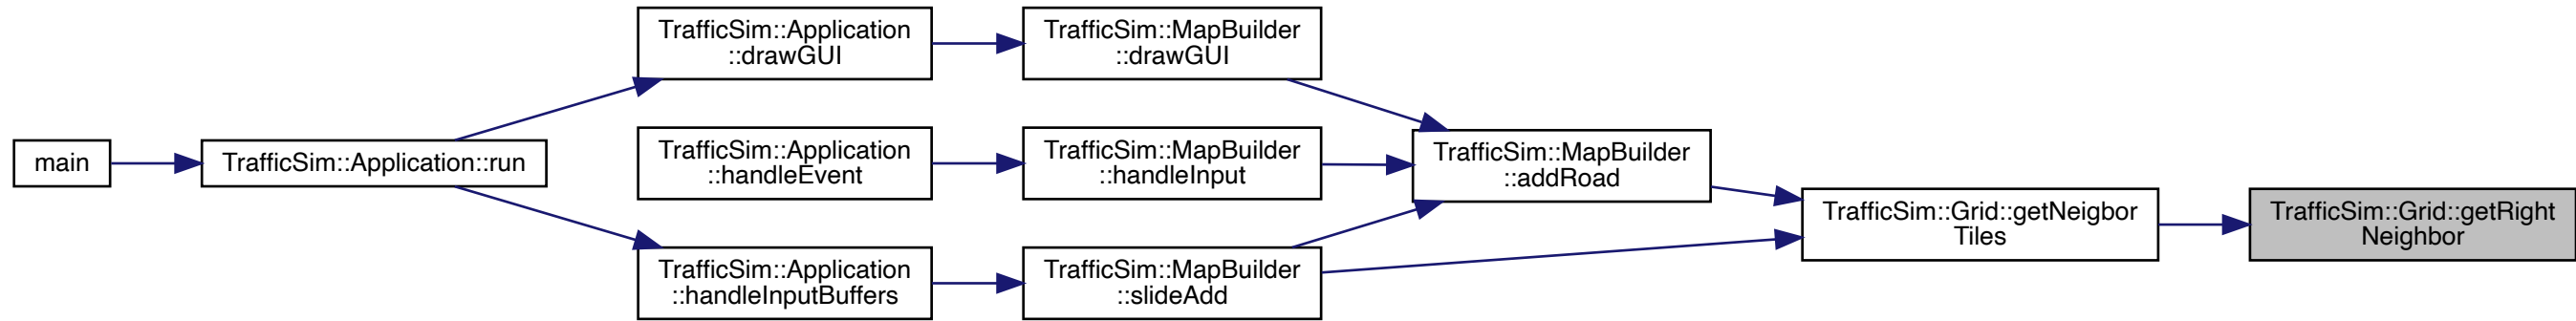 main
TrafficSim::Application::run
TrafficSim::Application
::drawGUI
TrafficSim::Application
::handleEvent
TrafficSim::Application
::handleInputBuffers
TrafficSim::MapBuilder
::drawGUI
TrafficSim::MapBuilder
::handleInput
TrafficSim::MapBuilder
::slideAdd
TrafficSim::MapBuilder
::addRoad
TrafficSim::Grid::getNeigbor
Tiles
TrafficSim::Grid::getRight
Neighbor